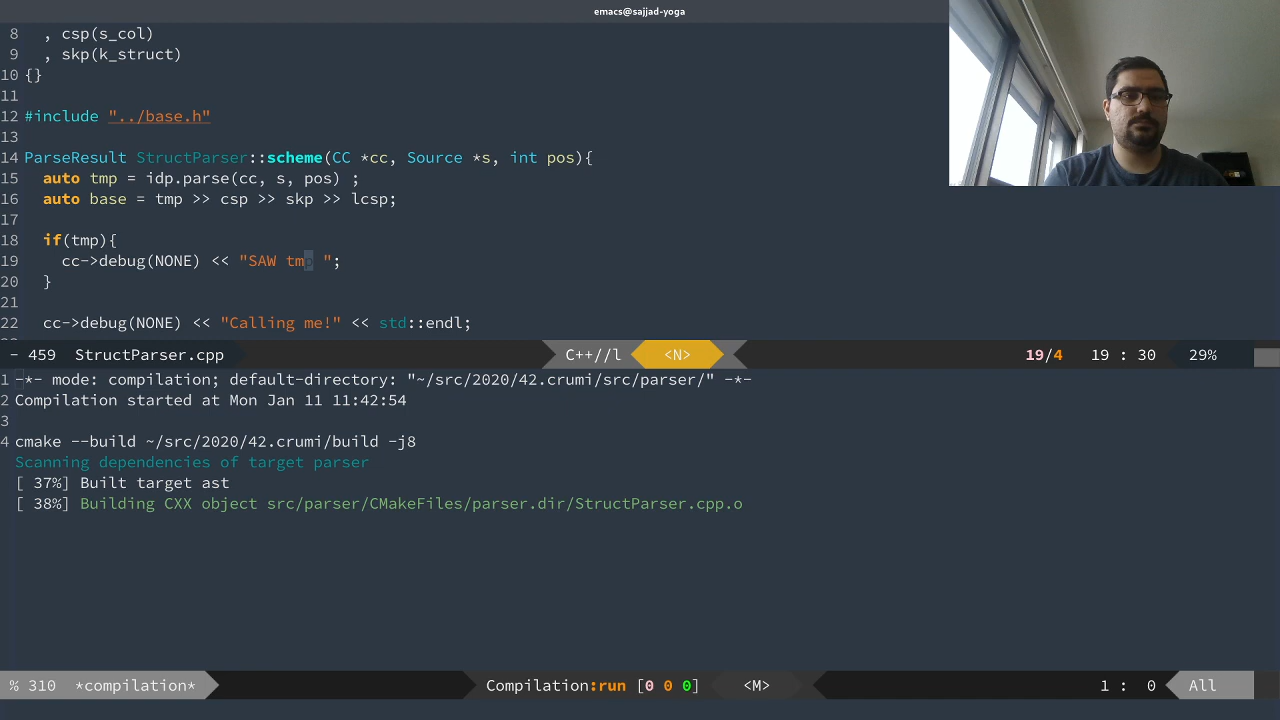 emacs@sajjad-yoga
8 , csp(s_col)
9 , skp(k_struct)
10 {}
11
12 #include "../base.h"
13
14 ParseResult StructParser::scheme(CC *cc, Source *s, int pos){
15 auto tmp = idp.parse(cc, s, pos) ;
16 auto base = tmp >> csp >> skp >> lcsp;
17
18 if(tmp){
19 cc->debug(NONE) << "SAW tmp ";
20 }
21
22 cc->debug(NONE) << "Calling me!" << std::endl;
- 459 StructParser.cpp C++//l <N> 19/4 19 : 30 29%
1 -*- mode: compilation; default-directory: "~/src/2020/42.crumi/src/parser/" -*-
2 Compilation started at Mon Jan 11 11:42:54
3
4 cmake --build ~/src/2020/42.crumi/build -j8
Scanning dependencies of target parser
[ 37%] Built target ast
[ 38%] Building CXX object src/parser/CMakeFiles/parser.dir/StructParser.cpp.o
% 310 *compilation* Compilation:run [0 0 0] <M> 1 : 0 All